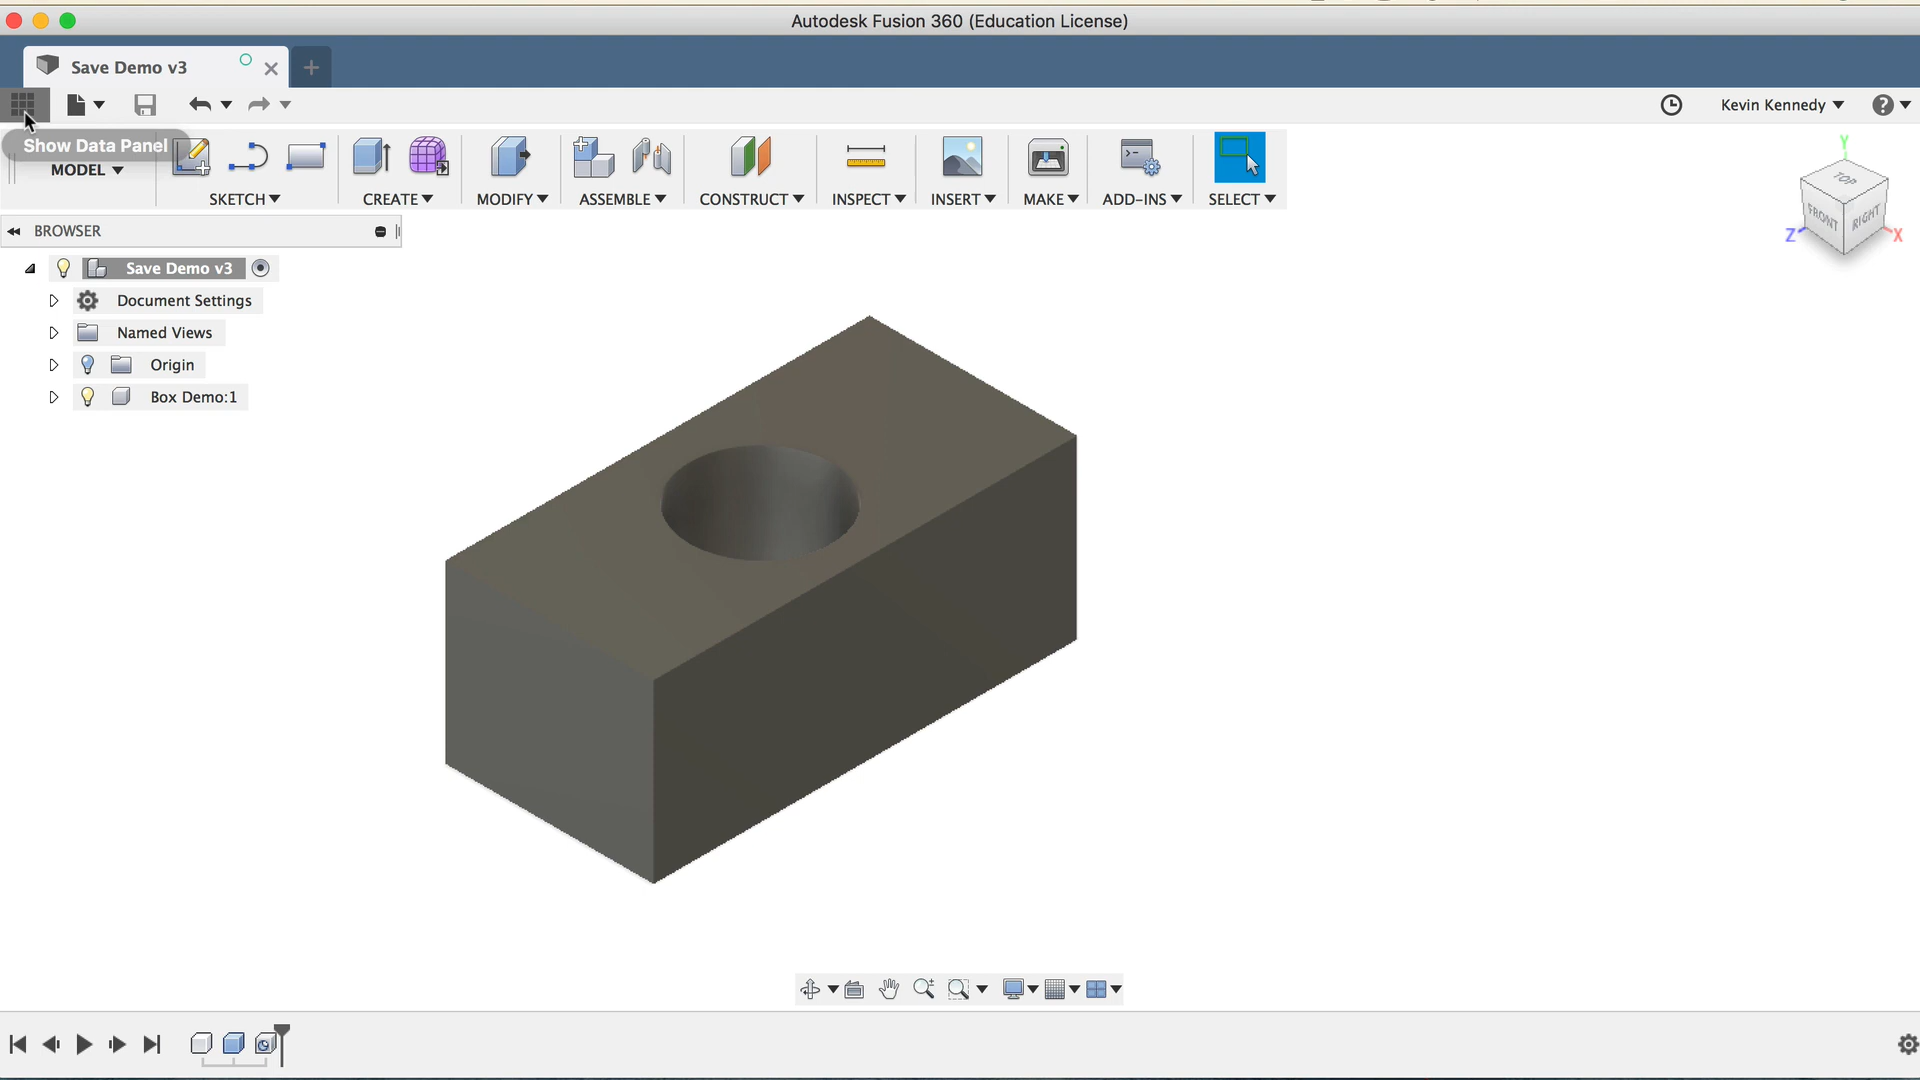 Autodesk Fusion 360 (Education License)
Save Demo v3
Kevin Kennedy
Show Data Panel
MODEL
SKETCH
CREATE
MODIFY
ASSEMBLE
CONSTRUCT
INSPECT
INSERT
MAKE
ADD-INS
SELECT
BROWSER
Save Demo v3
Document Settings
Named Views
Origin
Box Demo:1
Y
TOP
FRONT
RIGHT
Z
X